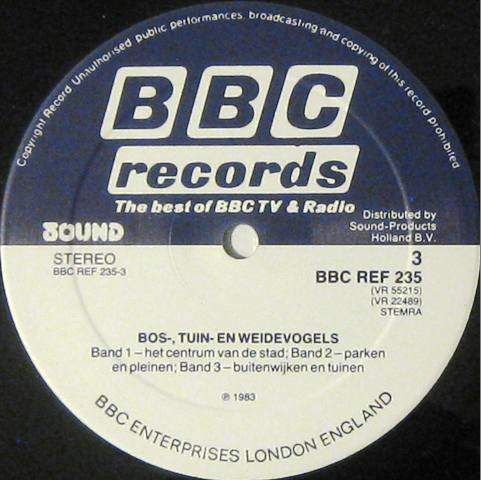 Copyright Record Unauthorised public performances, broadcasting and copying of this record prohibited
BBC
records
The best of BBC TV & Radio
Distributed by
Sound-Products
Holland B.V.
SOUND
STEREO
BBC REF 235-3
3
BBC REF 235
(VR 55215)
(VR 22489)
STEMRA
BOS-, TUIN- EN WEIDEVOGELS
Band 1 – het centrum van de stad; Band 2 – parken
en pleinen; Band 3 – buitenwijken en tuinen
℗ 1983
BBC ENTERPRISES LONDON ENGLAND